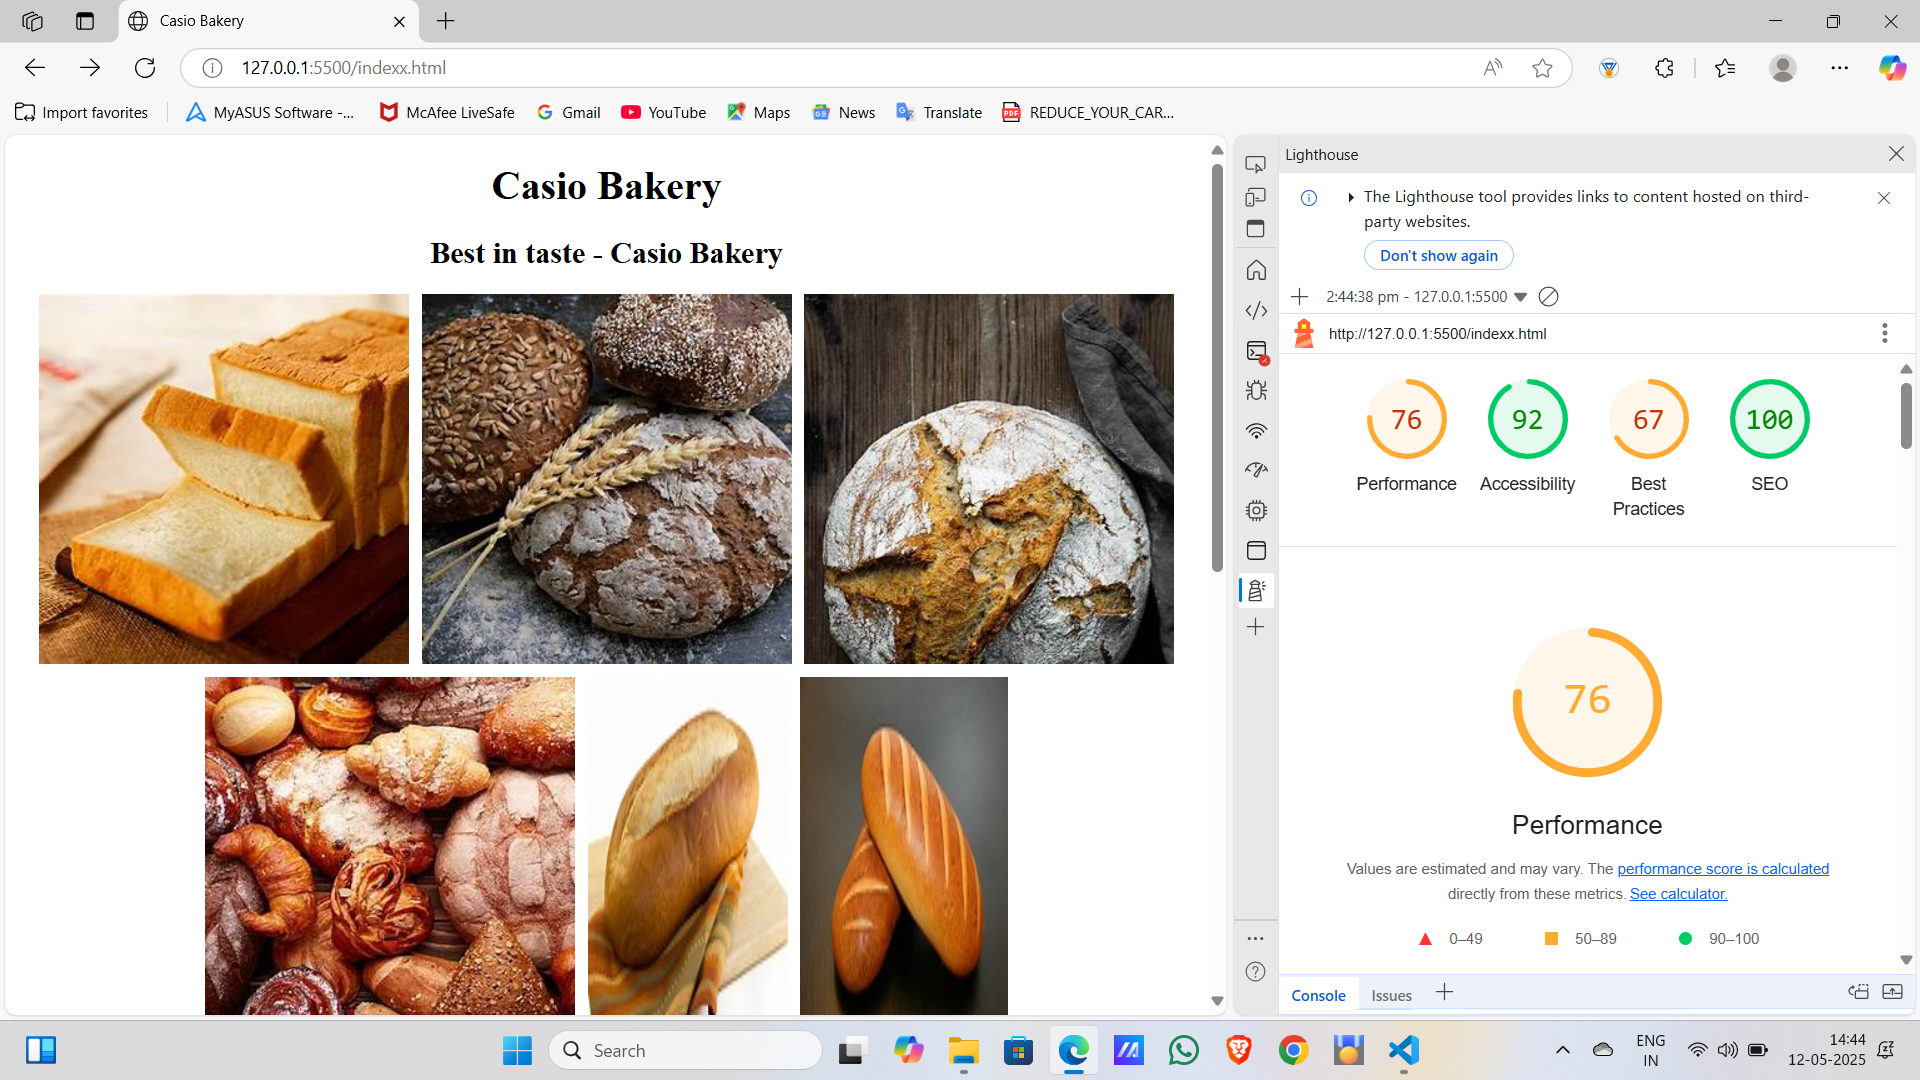 Casio Bakery
127.0.0.1:5500/indexx.html
Import favorites
MyASUS Software -...
McAfee LiveSafe
Gmail
YouTube
Maps
News
Translate
PDF
REDUCE_YOUR_CAR...
Casio Bakery
Best in taste - Casio Bakery
Lighthouse
The Lighthouse tool provides links to content hosted on third-
party websites.
Don't show again
2:44:38 pm - 127.0.0.1:5500
http://127.0.0.1:5500/indexx.html
76
92
67
100
Performance
Accessibility
Best
Practices
SEO
76
Performance
Values are estimated and may vary. The performance score is calculated
directly from these metrics. See calculator.
0–49
50–89
90–100
Console
Issues
Search
ENG
IN
14:44
12-05-2025